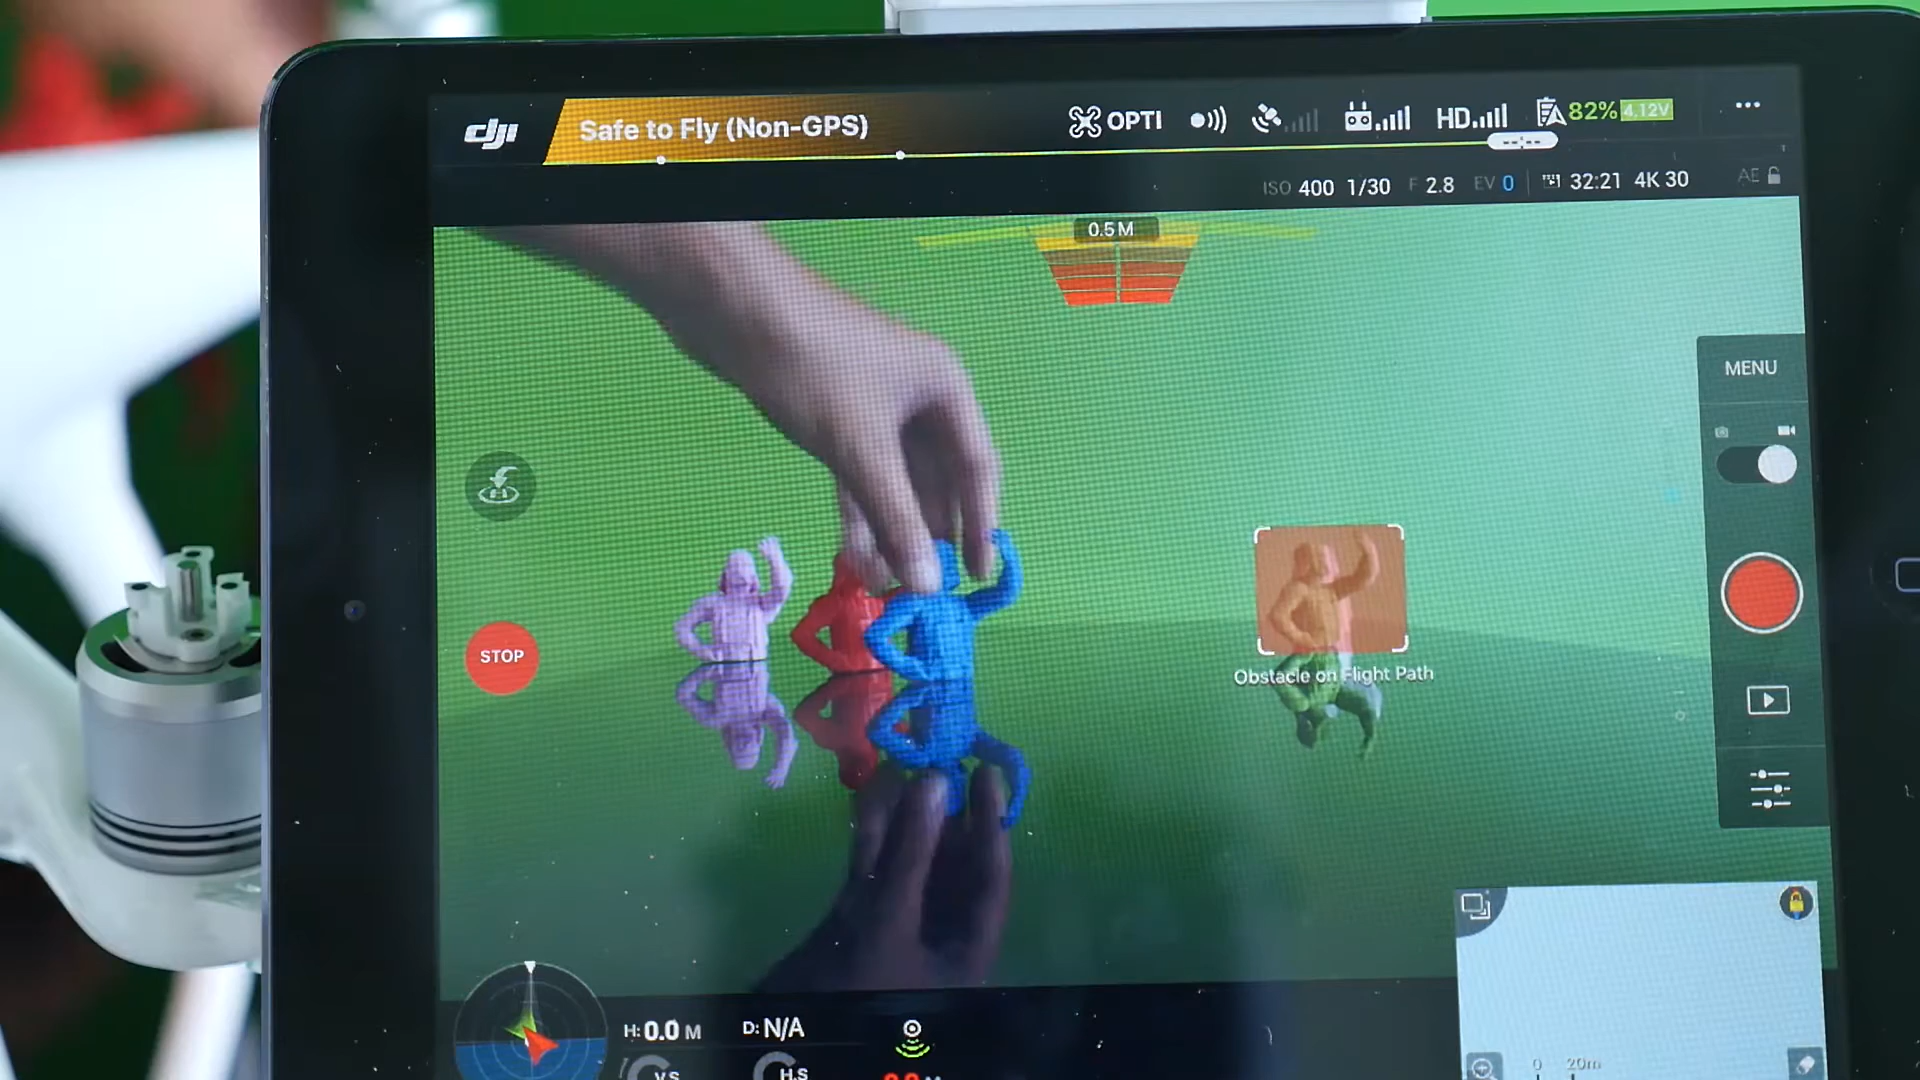 dji
Safe to Fly (Non-GPS)
OPTI
HD
82%
4.12V
ISO 400 1/30 F 2.8 EV 0 32:21 4K 30 AE
0.5 M
MENU
STOP
Obstacle on Flight Path
H: 0.0 M D: N/A
V.S H.S
0 20m